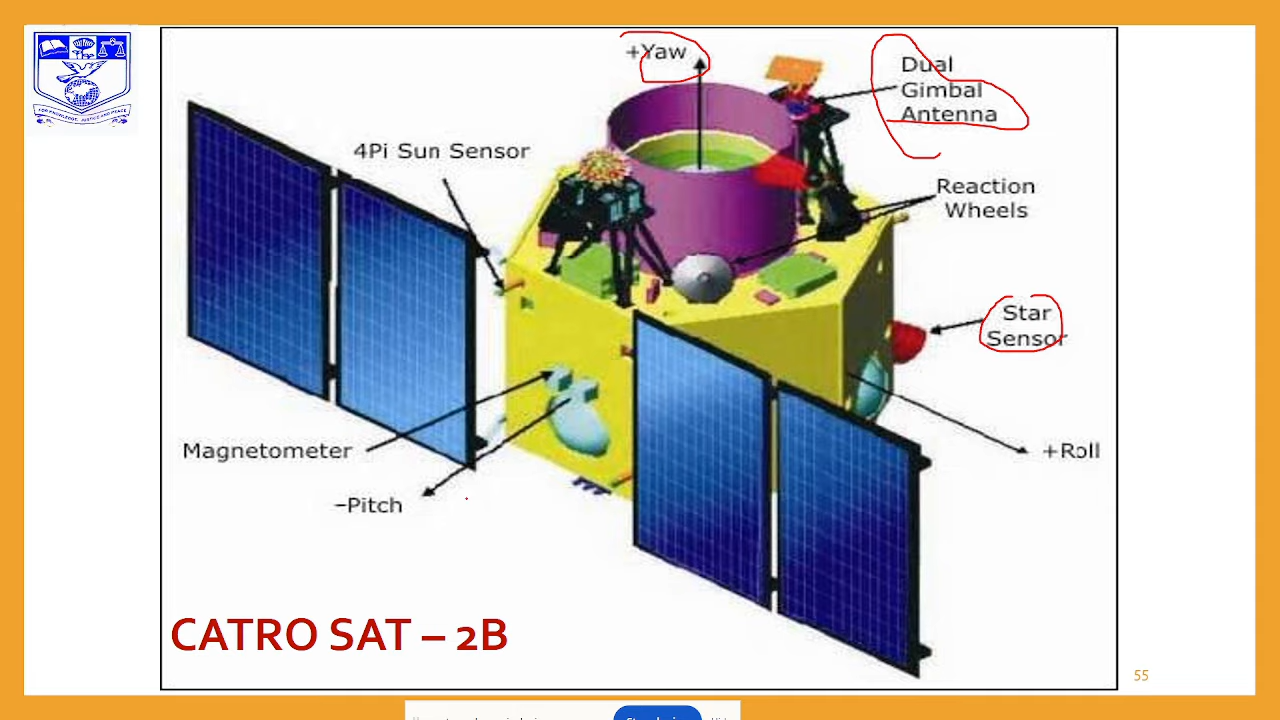 +Yaw
Dual
Gimbal
Antenna
4Pi Sun Sensor
Reaction
Wheels
Star
Sensor
Magnetometer
+Roll
−Pitch
CATRO SAT – 2B
55